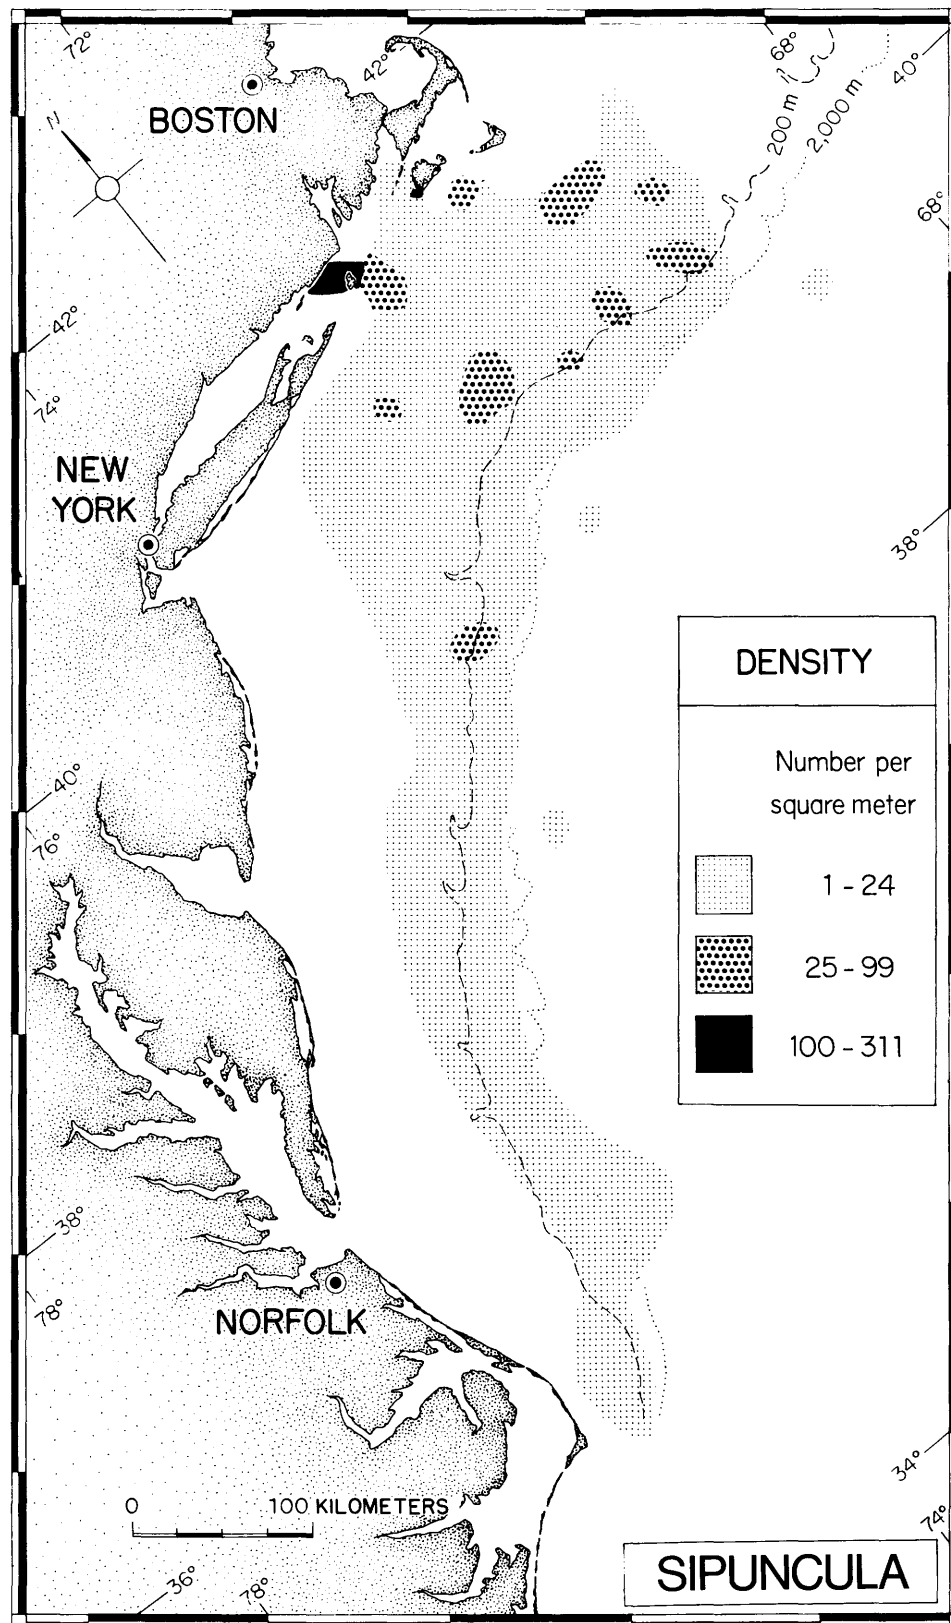 72°
42°
68°
40°
BOSTON
N
200 m
2,000 m
68°
42°
74°
NEW
YORK
38°
DENSITY
Number per
square meter
40°
76°
1 - 24
25 - 99
100 - 311
38°
78°
NORFOLK
34°
0 100 KILOMETERS
74°
36°
78°
SIPUNCULA